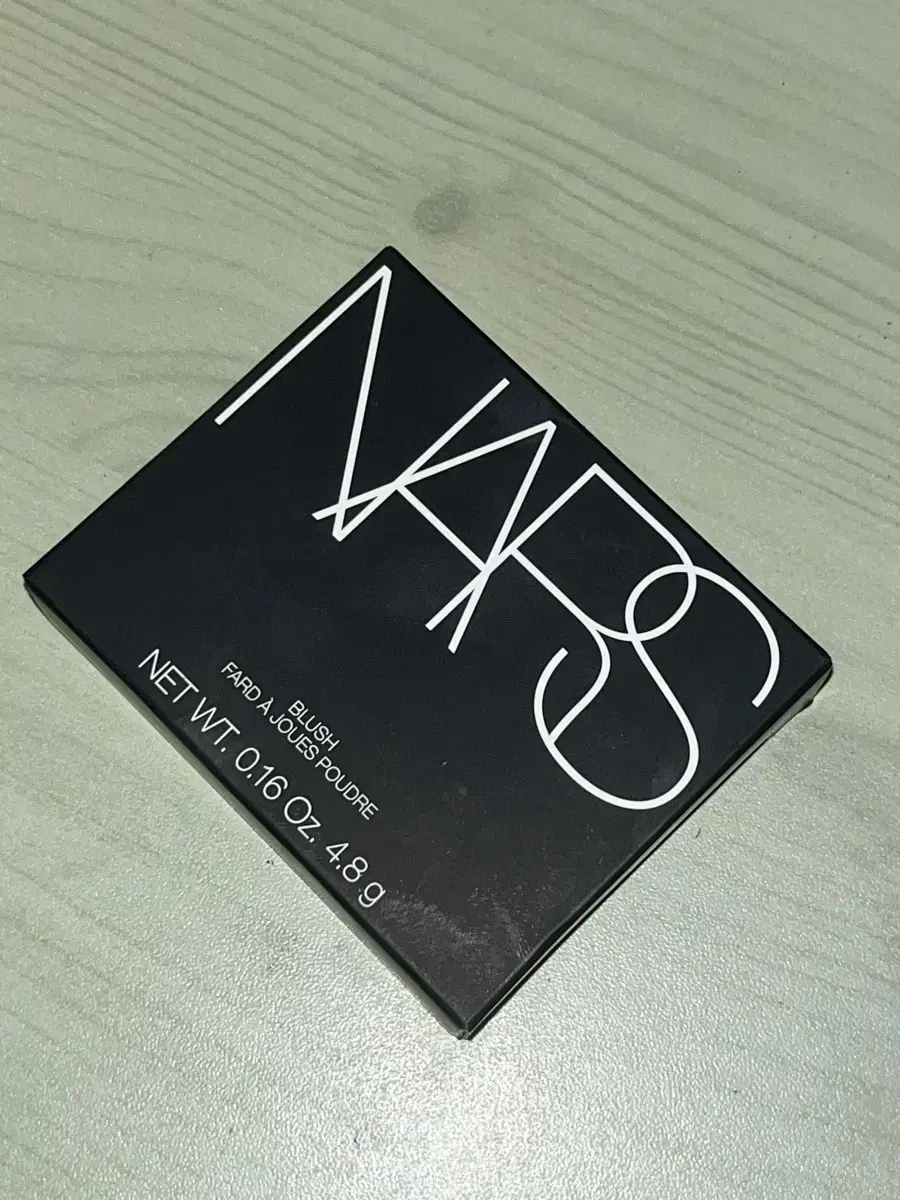 NARS
BLUSH
FARD À JOUES POUDRE
NET WT. 0.16 Oz. 4.8 g